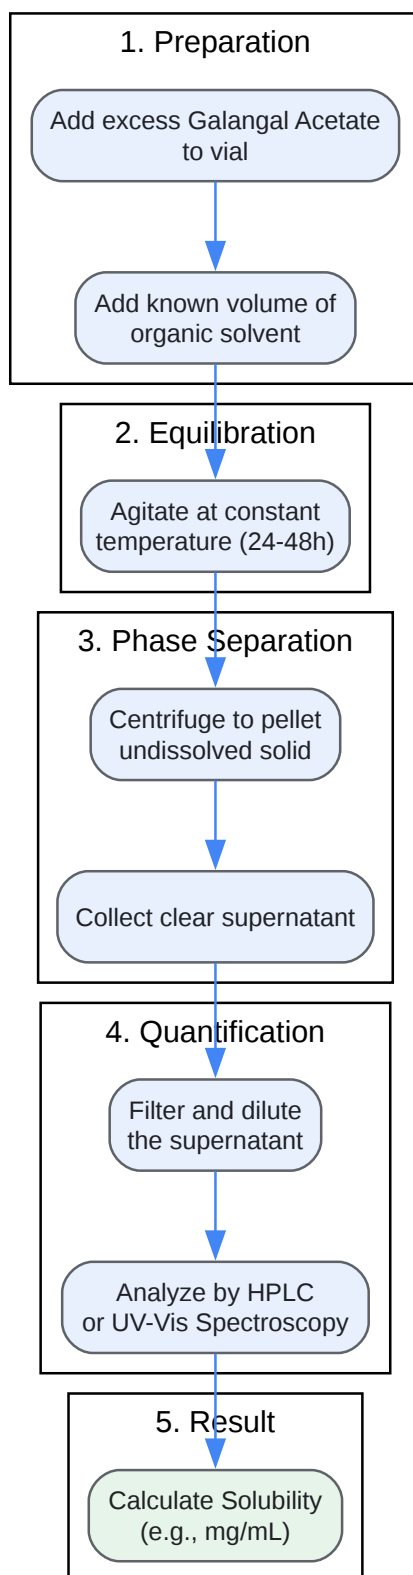 1. Preparation
Add excess Galangal Acetate
to vial
Add known volume of
organic solvent
2. Equilibration
Agitate at constant
temperature (24-48h)
3. Phase Separation
Centrifuge to pellet
undissolved solid
Collect clear supernatant
4. Quantification
Filter and dilute
the supernatant
Analyze by HPLC
or UV-Vis Spectroscopy
5. Result
Calculate Solubility
(e.g., mg/mL)